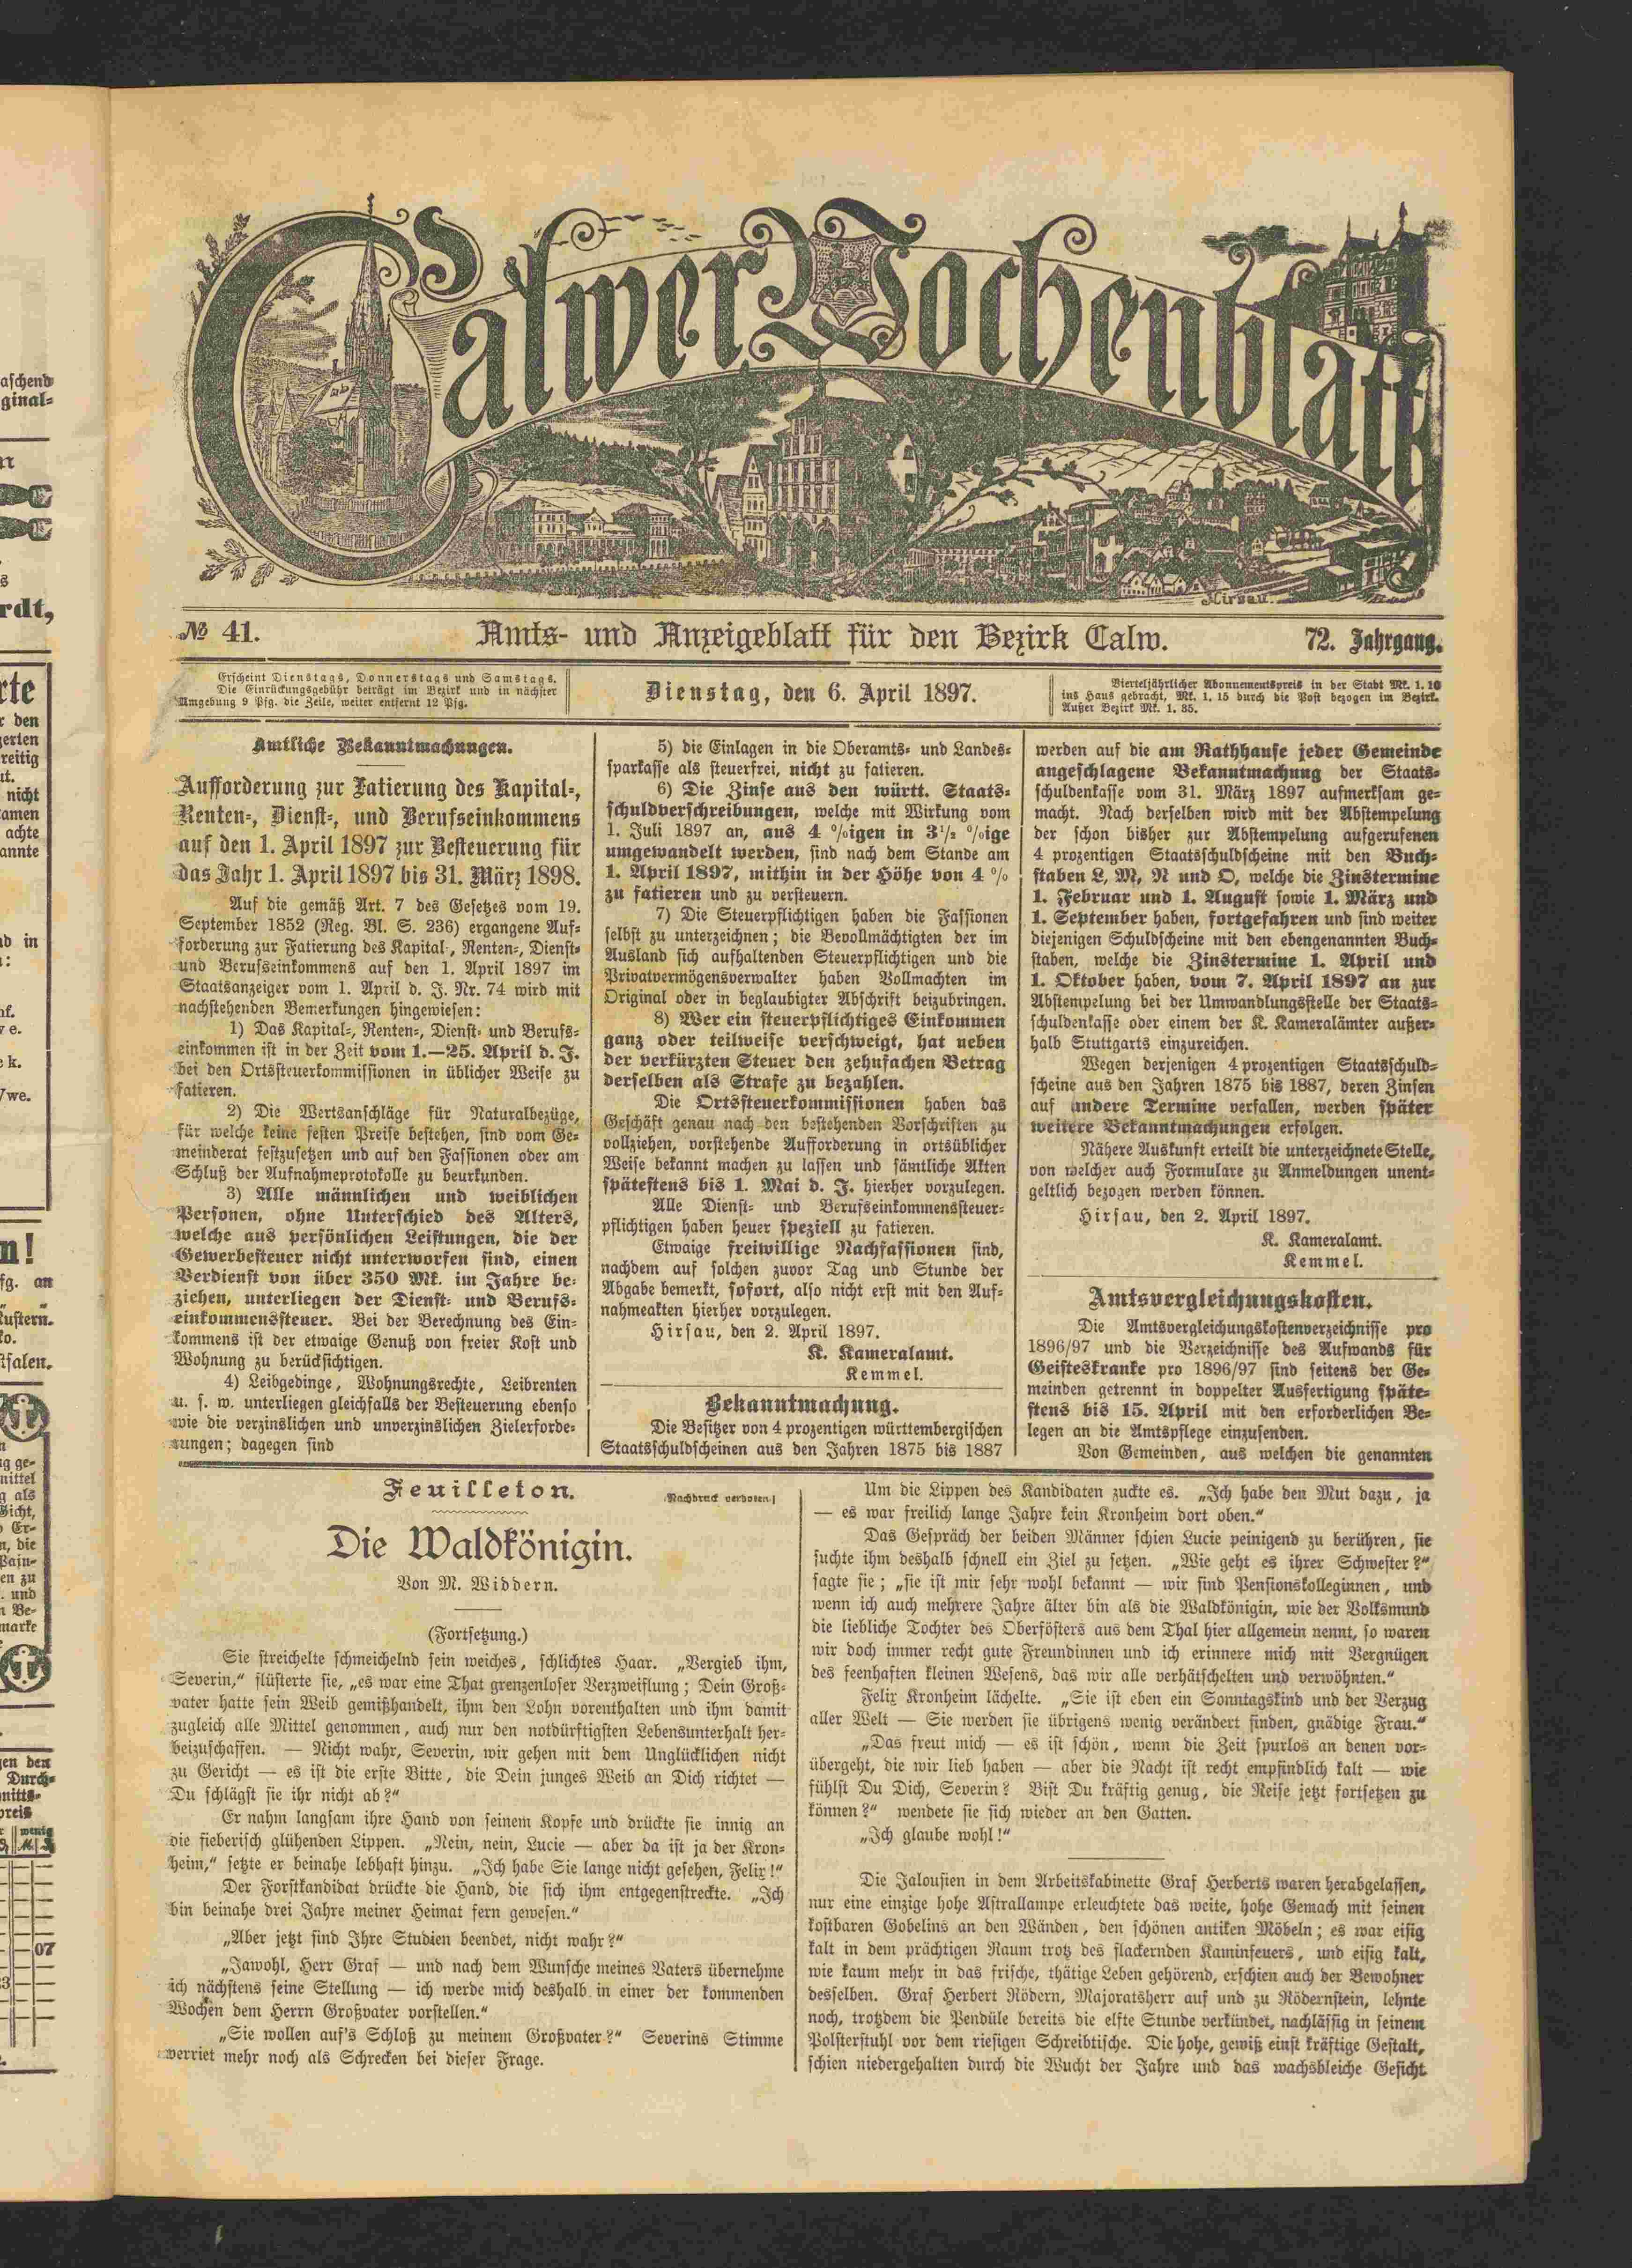 Calwer Wochenblatt
Hirsau.
№ 41.
Amts- und Anzeigeblatt für den Bezirk Calw.
72. Jahrgang.
Erscheint Dienstags, Donnerstags und Samstags.
Die Einrückungsgebühr beträgt im Bezirk und in nächster
Umgebung 9 Pfg. die Zeile, weiter entfernt 12 Pfg.
Dienstag, den 6. April 1897.
Vierteljährlicher Abonnementspreis in der Stadt Mk. 1. 10
ins Haus gebracht, Mk. 1. 15 durch die Post bezogen im Bezirk.
Außer Bezirk Mk. 1. 35.
Amtliche Bekanntmachungen.
Aufforderung zur Fatierung des Kapital-,
Renten-, Dienst-, und Berufseinkommens
auf den 1. April 1897 zur Besteuerung für
das Jahr 1. April 1897 bis 31. März 1898.
Auf die gemäß Art. 7 des Gesetzes vom 19.
September 1852 (Reg. Bl. S. 236) ergangene Auf-
forderung zur Fatierung des Kapital-, Renten-, Dienst-
und Berufseinkommens auf den 1. April 1897 im
Staatsanzeiger vom 1. April d. J. Nr. 74 wird mit
nachstehenden Bemerkungen hingewiesen:
1) Das Kapital-, Renten-, Dienst- und Berufs-
einkommen ist in der Zeit vom 1.—25. April d. J.
bei den Ortssteuerkommissionen in üblicher Weise zu
fatieren.
2) Die Wertsanschläge für Naturalbezüge,
für welche keine festen Preise bestehen, sind vom Ge-
meinderat festzusetzen und auf den Fassionen oder am
Schluß der Aufnahmeprotokolle zu beurkunden.
3) Alle männlichen und weiblichen
Personen, ohne Unterschied des Alters,
welche aus persönlichen Leistungen, die der
Gewerbesteuer nicht unterworfen sind, einen
Verdienst von über 350 Mk. im Jahre be-
ziehen, unterliegen der Dienst- und Berufs-
einkommensteuer. Bei der Berechnung des Ein-
kommens ist der etwaige Genuß von freier Kost und
Wohnung zu berücksichtigen.
4) Leibgedinge, Wohnungsrechte, Leibrenten
u. s. w. unterliegen gleichfalls der Besteuerung ebenso
wie die verzinslichen und unverzinslichen Zielerforde-
rungen; dagegen sind
5) die Einlagen in die Oberamts- und Landes-
sparkasse als steuerfrei, nicht zu fatieren.
6) Die Zinse aus den württ. Staats-
schuldverschreibungen, welche mit Wirkung vom
1. Juli 1897 an, aus 4 %igen in 3½ %ige
umgewandelt werden, sind nach dem Stande am
1. April 1897, mithin in der Höhe von 4 %
zu fatieren und zu versteuern.
7) Die Steuerpflichtigen haben die Fassionen
selbst zu unterzeichnen; die Bevollmächtigten der im
Ausland sich aufhaltenden Steuerpflichtigen und die
Privatvermögensverwalter haben Vollmachten im
Original oder in beglaubigter Abschrift beizubringen.
8) Wer ein steuerpflichtiges Einkommen
ganz oder teilweise verschweigt, hat neben
der verkürzten Steuer den zehnfachen Betrag
derselben als Strafe zu bezahlen.
Die Ortssteuerkommissionen haben das
Geschäft genau nach den bestehenden Vorschriften zu
vollziehen, vorstehende Aufforderung in ortsüblicher
Weise bekannt machen zu lassen und sämtliche Akten
spätestens bis 1. Mai d. J. hierher vorzulegen.
Alle Dienst- und Berufseinkommenssteuer-
pflichtigen haben heuer speziell zu fatieren.
Etwaige freiwillige Nachfassionen sind,
nachdem auf solchen zuvor Tag und Stunde der
Abgabe bemerkt, sofort, also nicht erst mit den Auf-
nahmeakten hierher vorzulegen.
Hirsau, den 2. April 1897.
K. Kameralamt.
Kemmel.
Bekanntmachung.
Die Besitzer von 4 prozentigen württembergischen
Staatsschuldscheinen aus den Jahren 1875 bis 1887
werden auf die am Rathhause jeder Gemeinde
angeschlagene Bekanntmachung der Staats-
schuldenkasse vom 31. März 1897 aufmerksam ge-
macht. Nach derselben wird mit der Abstempelung
der schon bisher zur Abstempelung aufgerufenen
4 prozentigen Staatsschuldscheine mit den Buch-
staben L, M, N und O, welche die Zinstermine
1. Februar und 1. August sowie 1. März und
1. September haben, fortgefahren und sind weiter
diejenigen Schuldscheine mit den ebengenannten Buch-
staben, welche die Zinstermine 1. April und
1. Oktober haben, vom 7. April 1897 an zur
Abstempelung bei der Umwandlungsstelle der Staats-
schuldenkasse oder einem der K. Kameralämter außer-
halb Stuttgarts einzureichen.
Wegen derjenigen 4 prozentigen Staatsschuld-
scheine aus den Jahren 1875 bis 1887, deren Zinsen
auf andere Termine verfallen, werden später
weitere Bekanntmachungen erfolgen.
Nähere Auskunft erteilt die unterzeichnete Stelle,
von welcher auch Formulare zu Anmeldungen unent-
geltlich bezogen werden können.
Hirsau, den 2. April 1897.
K. Kameralamt.
Kemmel.
Amtsvergleichungskosten.
Die Amtsvergleichungskostenverzeichnisse pro
1896/97 und die Verzeichnisse des Aufwands für
Geisteskranke pro 1896/97 sind seitens der Ge-
meinden getrennt in doppelter Ausfertigung späte-
stens bis 15. April mit den erforderlichen Be-
legen an die Amtspflege einzusenden.
Von Gemeinden, aus welchen die genannten
Feuilleton.
[Nachdruck verboten.]
Die Waldkönigin.
Von M. Widdern.
(Fortsetzung.)
Sie streichelte schmeichelnd sein weiches, schlichtes Haar. „Vergieb ihm,
Severin,“ flüsterte sie, „es war eine That grenzenloser Verzweiflung; Dein Groß-
vater hatte sein Weib gemißhandelt, ihm den Lohn vorenthalten und ihm damit
zugleich alle Mittel genommen, auch nur den notdürftigsten Lebensunterhalt her-
beizuschaffen. — Nicht wahr, Severin, wir gehen mit dem Unglücklichen nicht
zu Gericht — es ist die erste Bitte, die Dein junges Weib an Dich richtet —
Du schlägst sie ihr nicht ab?“
Er nahm langsam ihre Hand von seinem Kopfe und drückte sie innig an
die fieberisch glühenden Lippen. „Nein, nein, Lucie — aber da ist ja der Kron-
heim,“ setzte er beinahe lebhaft hinzu. „Ich habe Sie lange nicht gesehen, Felix!“
Der Forstkandidat drückte die Hand, die sich ihm entgegenstreckte. „Ich
bin beinahe drei Jahre meiner Heimat fern gewesen.“
„Aber jetzt sind Ihre Studien beendet, nicht wahr?“
„Jawohl, Herr Graf — und nach dem Wunsche meines Vaters übernehme
ich nächstens seine Stellung — ich werde mich deshalb in einer der kommenden
Wochen dem Herrn Großvater vorstellen.“
„Sie wollen auf's Schloß zu meinem Großvater?“ Severins Stimme
verriet mehr noch als Schrecken bei dieser Frage.
Um die Lippen des Kandidaten zuckte es. „Ich habe den Mut dazu, ja
— es war freilich lange Jahre kein Kronheim dort oben.“
Das Gespräch der beiden Männer schien Lucie peinigend zu berühren, sie
suchte ihm deshalb schnell ein Ziel zu setzen. „Wie geht es ihrer Schwester?“
sagte sie; „sie ist mir sehr wohl bekannt — wir sind Pensionskolleginnen, und
wenn ich auch mehrere Jahre älter bin als die Waldkönigin, wie der Volksmund
die liebliche Tochter des Oberfösters aus dem Thal hier allgemein nennt, so waren
wir doch immer recht gute Freundinnen und ich erinnere mich mit Vergnügen
des feenhaften kleinen Wesens, das wir alle verhätschelten und verwöhnten.“
Felix Kronheim lächelte. „Sie ist eben ein Sonntagskind und der Verzug
aller Welt — Sie werden sie übrigens wenig verändert finden, gnädige Frau.“
„Das freut mich — es ist schön, wenn die Zeit spurlos an denen vor-
übergeht, die wir lieb haben — aber die Nacht ist recht empfindlich kalt — wie
fühlst Du Dich, Severin? Bist Du kräftig genug, die Reise jetzt fortsetzen zu
können?“ wendete sie sich wieder an den Gatten.
„Ich glaube wohl!“
Die Jalousien in dem Arbeitskabinette Graf Herberts waren herabgelassen,
nur eine einzige hohe Astrallampe erleuchtete das weite, hohe Gemach mit seinen
kostbaren Gobelins an den Wänden, den schönen antiken Möbeln; es war eisig
kalt in dem prächtigen Raum trotz des flackernden Kaminfeuers, und eisig kalt,
wie kaum mehr in das frische, thätige Leben gehörend, erschien auch der Bewohner
desselben. Graf Herbert Rödern, Majoratsherr auf und zu Rödernstein, lehnte
noch, trotzdem die Pendüle bereits die elfte Stunde verkündet, nachlässig in seinem
Polsterstuhl vor dem riesigen Schreibtische. Die hohe, gewiß einst kräftige Gestalt,
schien niedergehalten durch die Wucht der Jahre und das wachsbleiche Gesicht